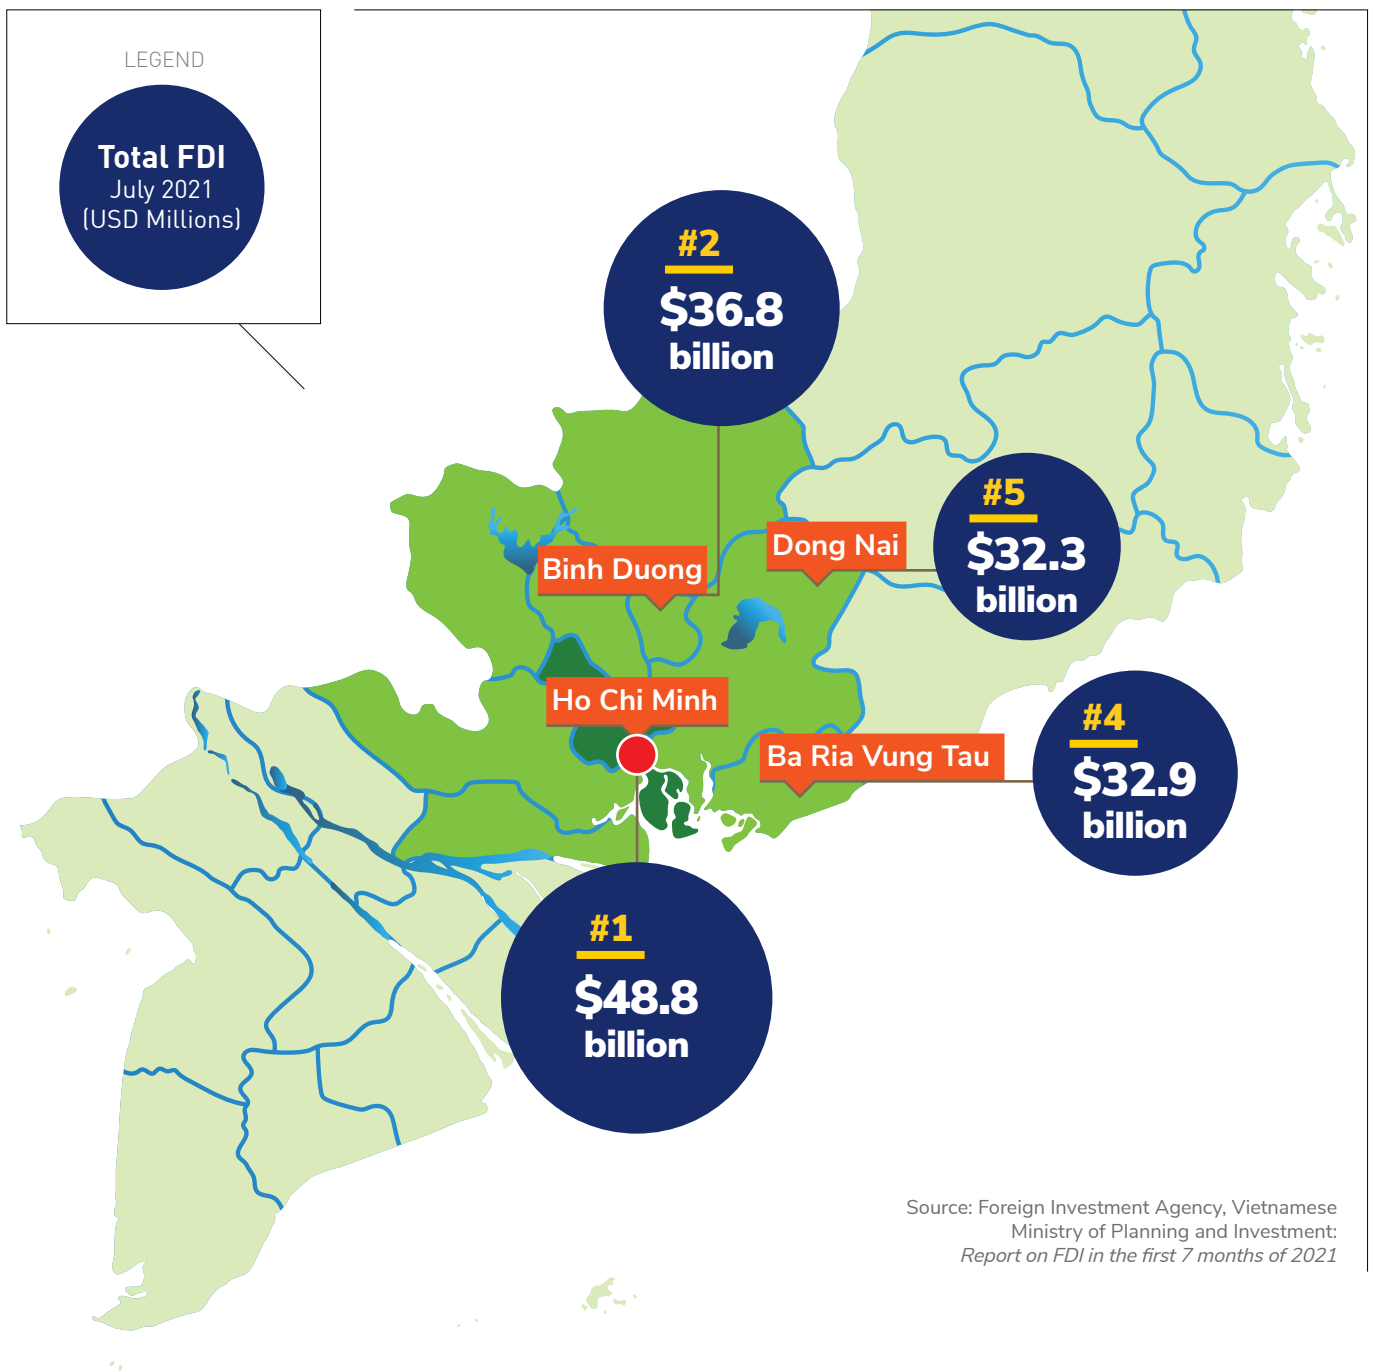 LEGEND
Total FDI
July 2021
(USD Millions)
#2
$36.8
billion
#5
$32.3
billion
Dong Nai
Binh Duong
Ho Chi Minh
#4
$32.9
billion
Ba Ria Vung Tau
#1
$48.8
billion
Source: Foreign Investment Agency, Vietnamese
Ministry of Planning and Investment:
Report on FDI in the first 7 months of 2021